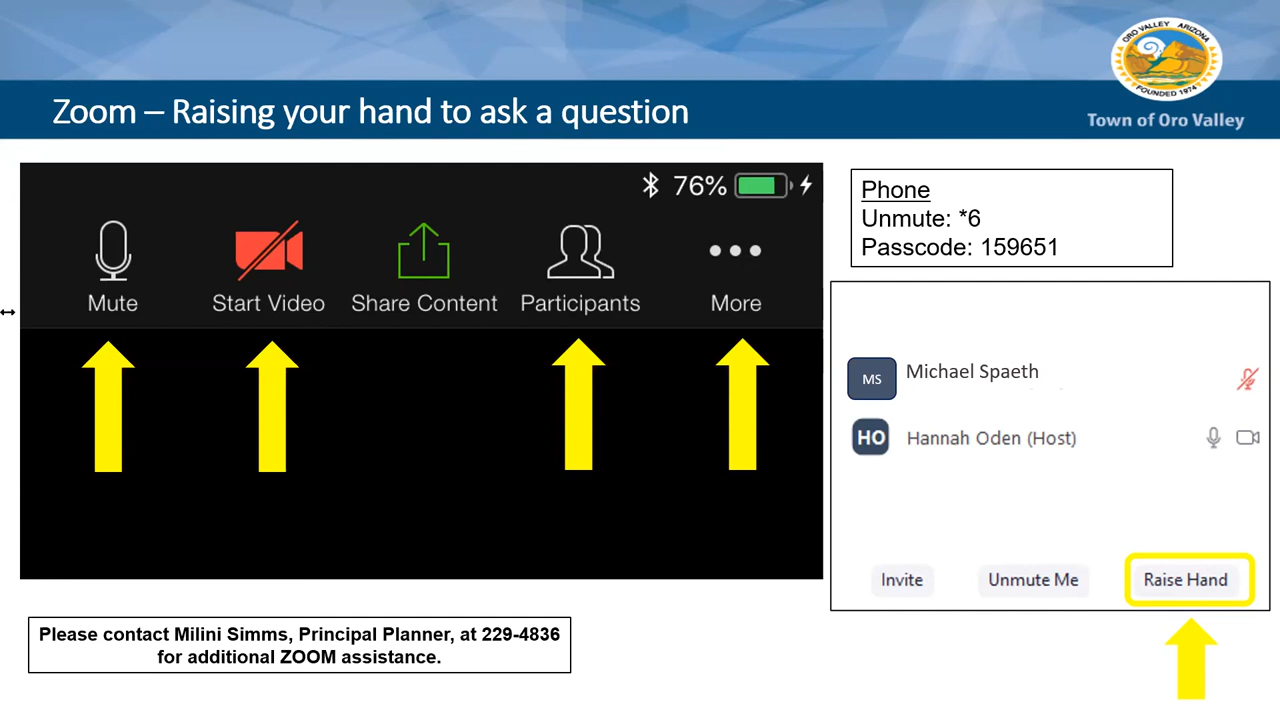 ORO VALLEY ARIZONA
FOUNDED 1974
Town of Oro Valley
Zoom – Raising your hand to ask a question
76%
Mute
Start Video
Share Content
Participants
More
Phone
Unmute: *6
Passcode: 159651
MS
Michael Spaeth
HO
Hannah Oden (Host)
Invite
Unmute Me
Raise Hand
Please contact Milini Simms, Principal Planner, at 229-4836
for additional ZOOM assistance.